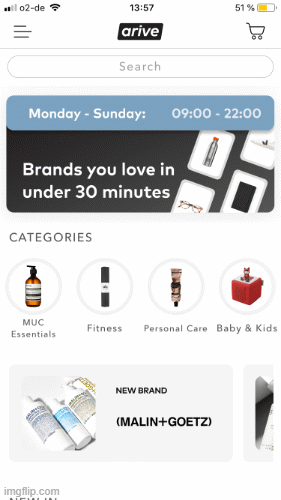 o2-de 13:57 51 %
arive
Search
Monday - Sunday: 09:00 - 22:00
Brands you love in
under 30 minutes
CATEGORIES
MUC
Essentials
Fitness
Personal Care
Baby & Kids
NEW BRAND
(MALIN+GOETZ)
imgflip.com